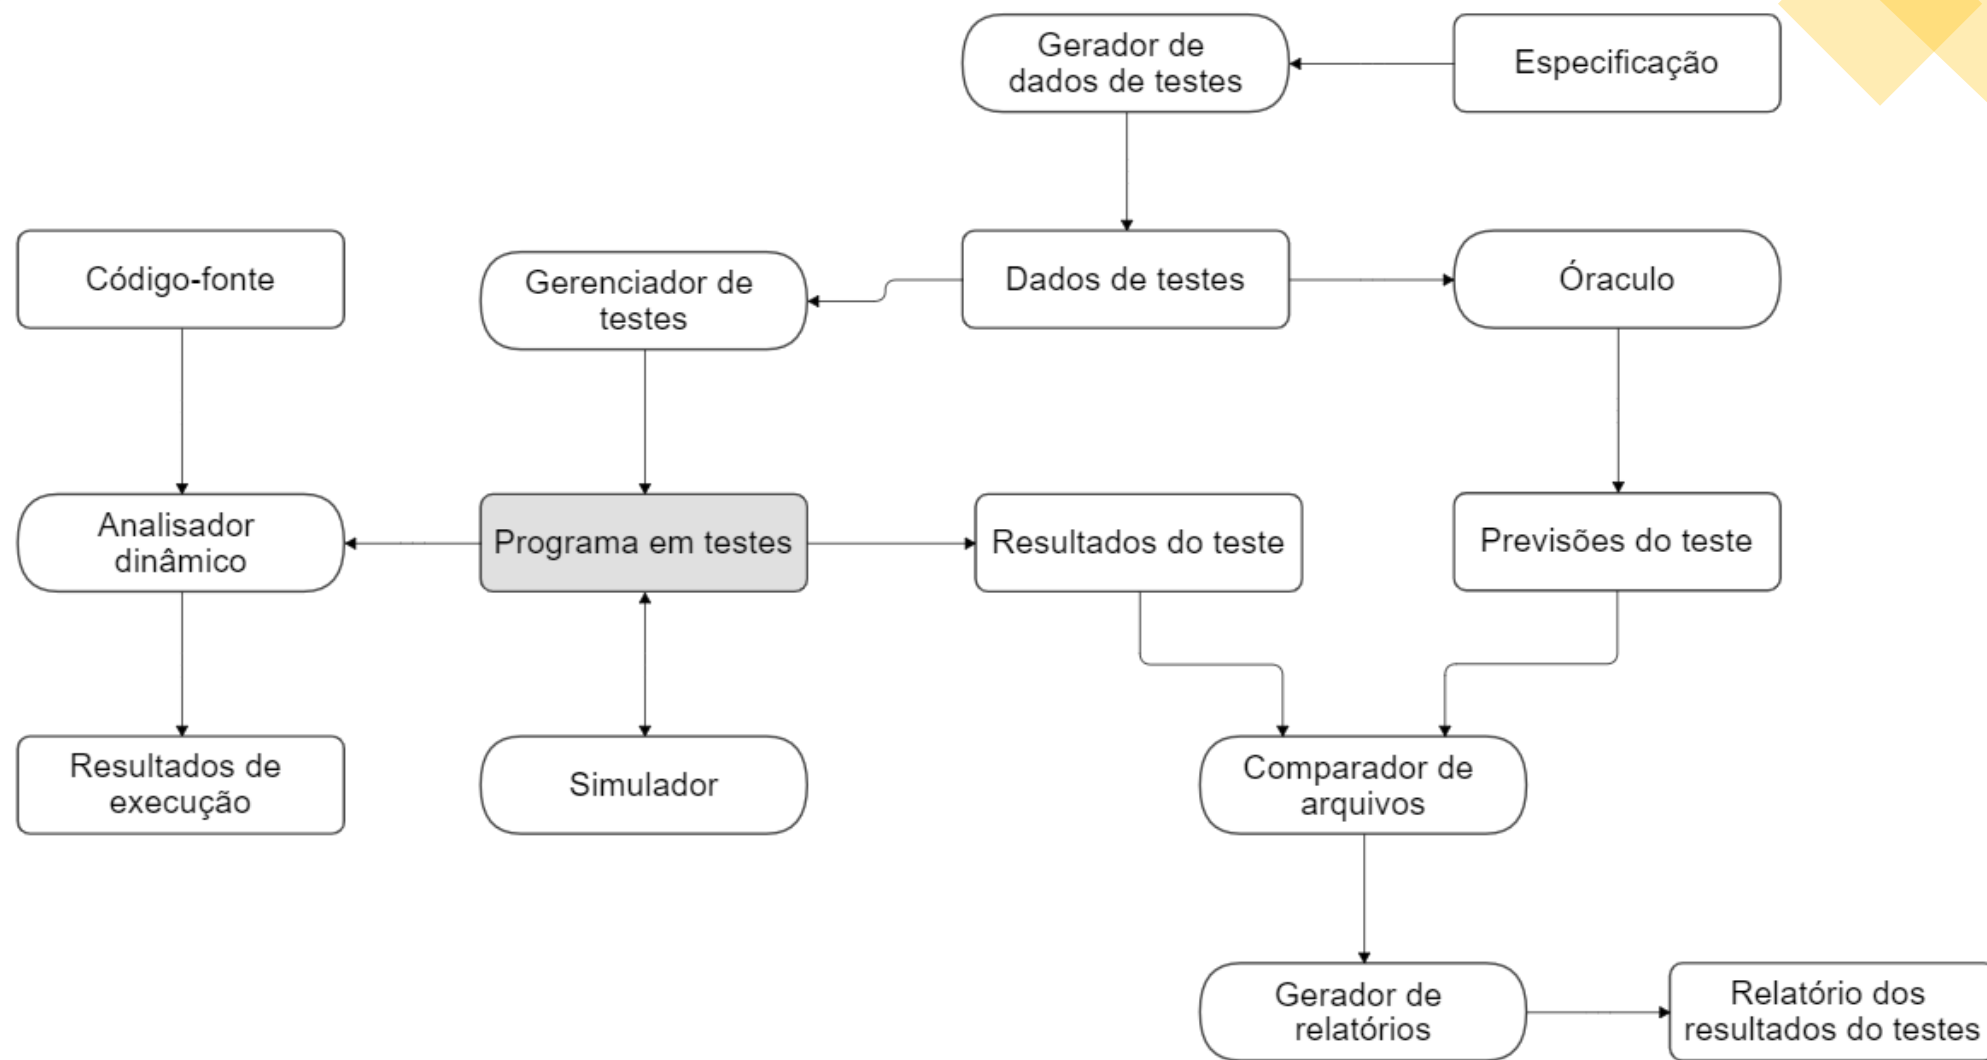 Gerador de
dados de testes
Especificação
Código-fonte
Gerenciador de
testes
Dados de testes
Óraculo
Analisador
dinâmico
Programa em testes
Resultados do teste
Previsões do teste
Resultados de
execução
Simulador
Comparador de
arquivos
Gerador de
relatórios
Relatório dos
resultados do testes